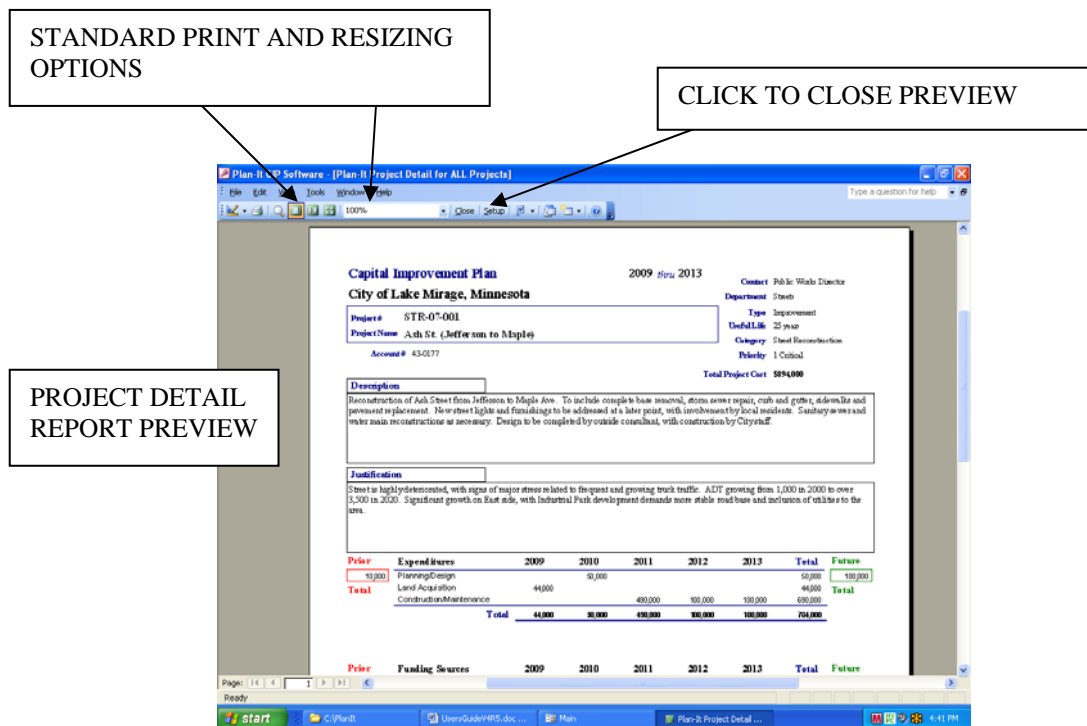 STANDARD PRINT AND RESIZING
OPTIONS
CLICK TO CLOSE PREVIEW
PROJECT DETAIL
REPORT PREVIEW
Plan-It CIP Software - [Plan-It Project Detail for ALL Projects]
File Edit Tools Window Help
Type a question for help
100% Close Setup
Capital Improvement Plan
2009 thru 2013
City of Lake Mirage, Minnesota
Contact Public Works Director
Department Streets
Type Improvement
Useful Life 25 years
Category Street Reconstruction
Priority 1 Critical
Project # STR-07-001
Project Name Ash St. (Jefferson to Maple)
Account # 43-0177
Total Project Cost $894,000
Description
Reconstruction of Ash Street from Jefferson to Maple Ave. To include complete base removal, storm sewer repair, curb and gutter, sidewalks and
pavement replacement. New street lights and furnishings to be addressed at a later point, with involvement by local residents. Sanitary sewer and
water main reconstructions as necessary. Design to be completed by outside consultant, with construction by City staff.
Justification
Street is highly deteriorated, with signs of major stress related to frequent and growing truck traffic. ADT growing from 1,000 in 2000 to over
3,500 in 2020. Significant growth on East side, with Industrial Park development demands more stable road base and inclusion of utilities to the
area.
Prior Expenditures 2009 2010 2011 2012 2013 Total Future
10,000 Planning/Design 50,000 50,000 100,000
Total Land Acquisition 44,000 44,000 Total
Construction/Maintenance 490,000 100,000 100,000 690,000
Total 44,000 50,000 490,000 100,000 100,000 784,000
Prior Funding Sources 2009 2010 2011 2012 2013 Total Future
Page: 1
Ready
start C:\PlanIt UsersGuideV4R5.doc ... Main Plan-It Project Detail ... 4:41 PM